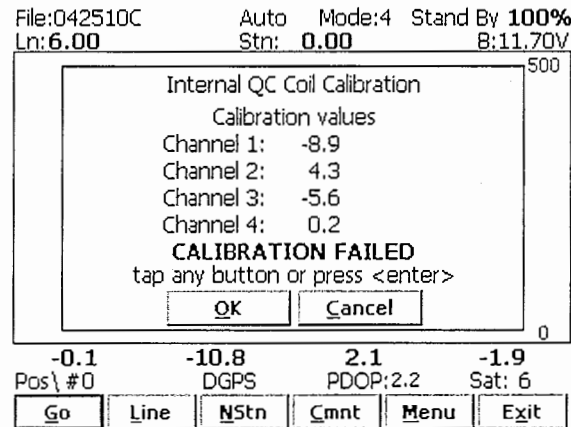 File:042510C Auto Mode:4 Stand By 100%
Ln:6.00 Stn: 0.00 B:11.70V
500
Internal QC Coil Calibration
Calibration values
Channel 1: -8.9
Channel 2: 4.3
Channel 3: -5.6
Channel 4: 0.2
CALIBRATION FAILED
tap any button or press <enter>
OK Cancel
0
-0.1 -10.8 2.1 -1.9
Pos\ #0 DGPS PDOP:2.2 Sat: 6
Go Line NStn Cmnt Menu Exit